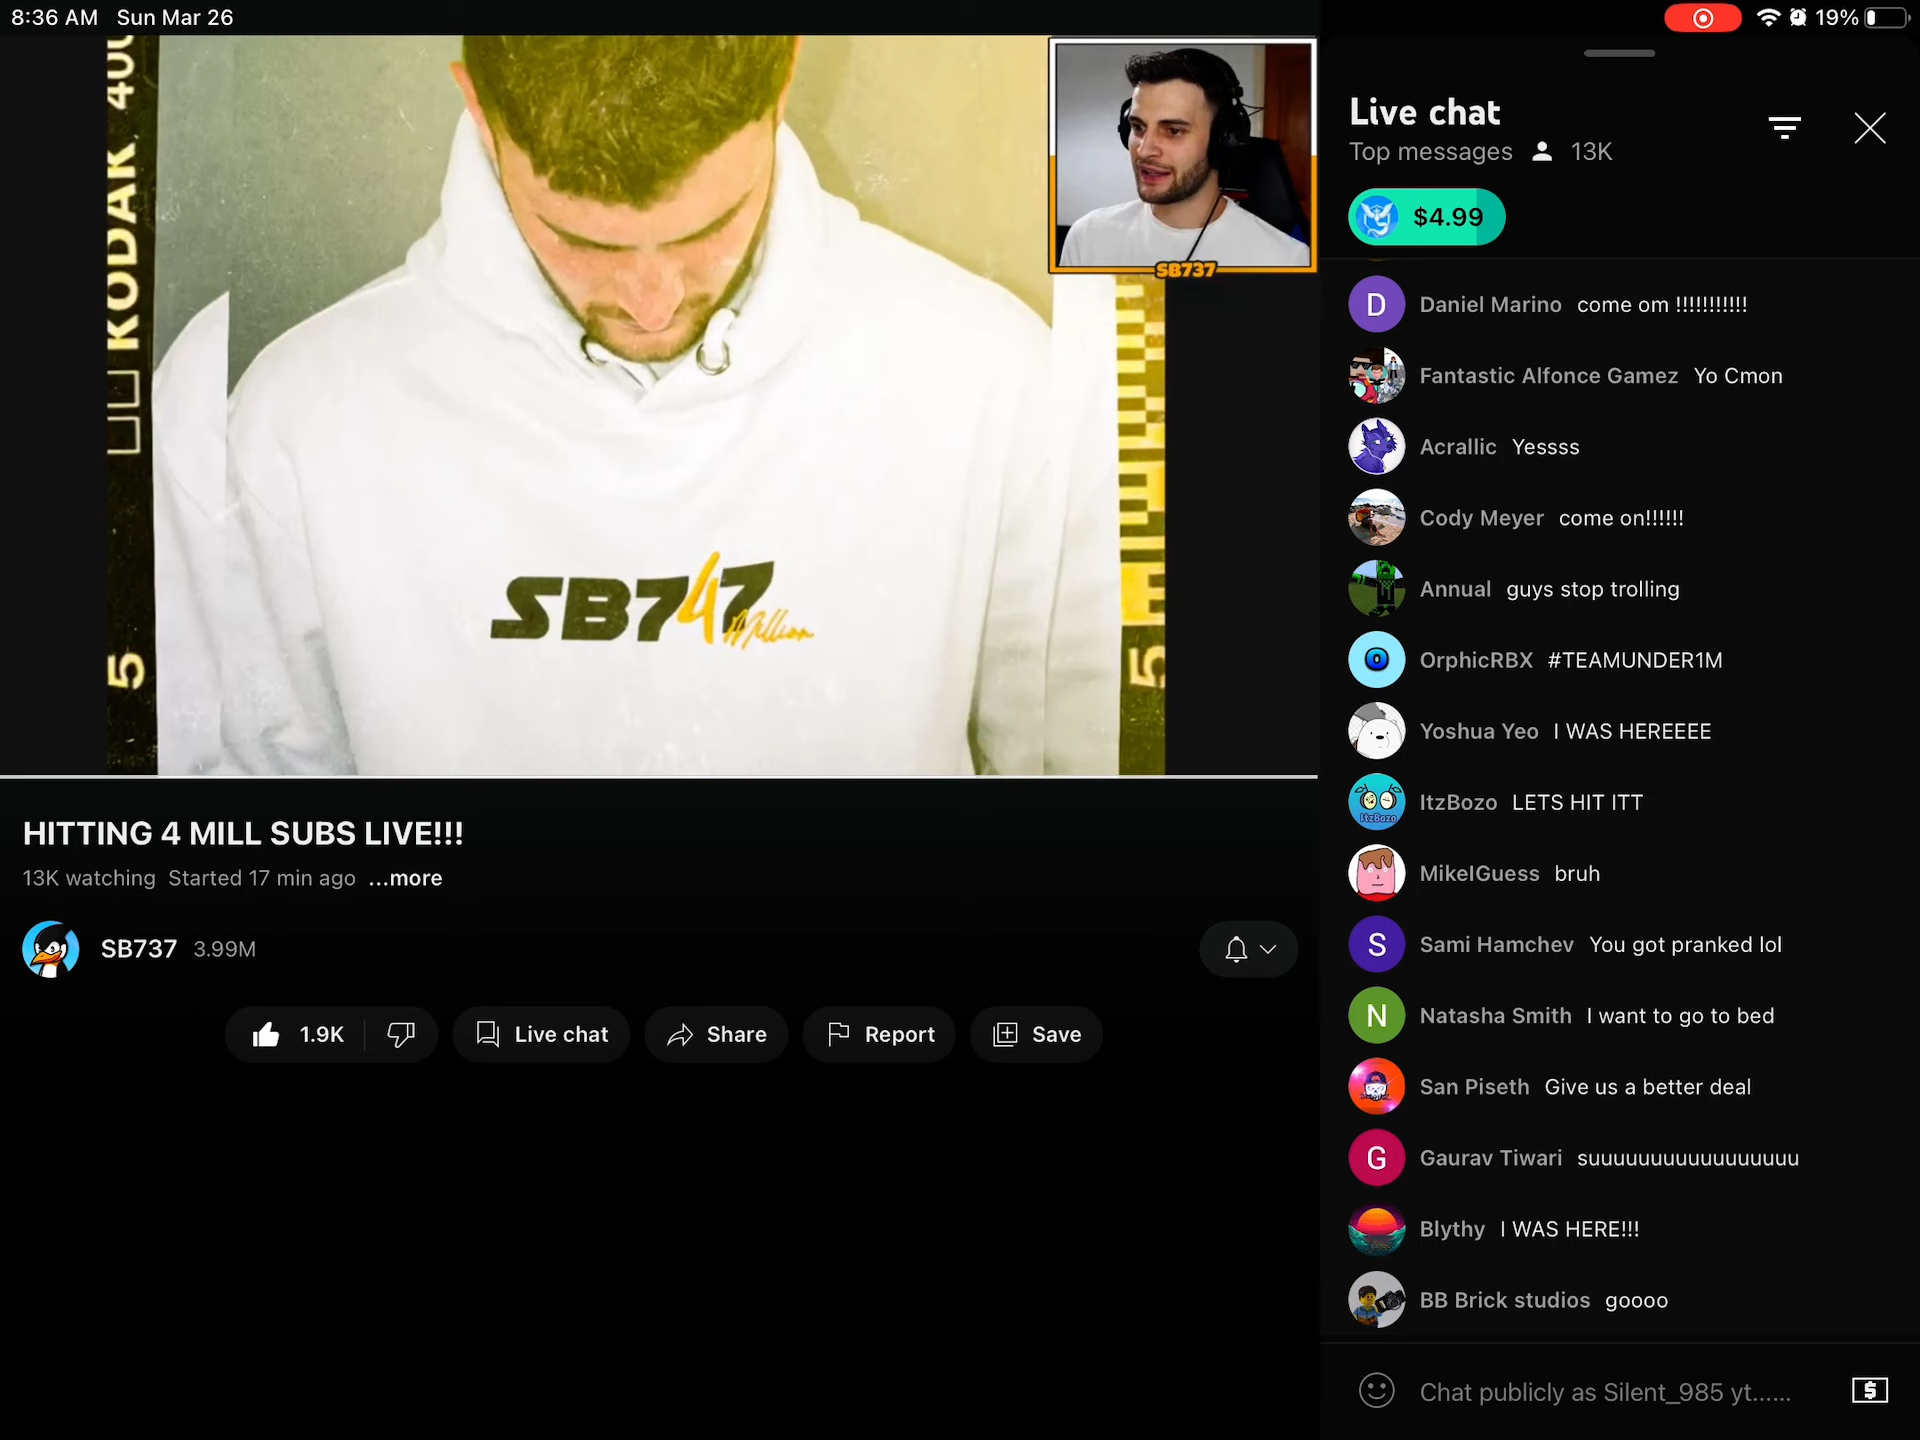 8:36 AM Sun Mar 26
19%
KODAK 400
5
5
SB747
Million
SB737
Live chat
Top messages 13K
$4.99
D Daniel Marino come om !!!!!!!!!!!
Fantastic Alfonce Gamez Yo Cmon
Acrallic Yessss
Cody Meyer come on!!!!!!
Annual guys stop trolling
OrphicRBX #TEAMUNDER1M
Yoshua Yeo I WAS HEREEEE
ItzBozo LETS HIT ITT
ItzBozo
MikeIGuess bruh
S Sami Hamchev You got pranked lol
N Natasha Smith I want to go to bed
San Piseth Give us a better deal
G Gaurav Tiwari suuuuuuuuuuuuuuuuu
Blythy I WAS HERE!!!
BB Brick studios goooo
Chat publicly as Silent_985 yt......
HITTING 4 MILL SUBS LIVE!!!
13K watching Started 17 min ago ...more
SB737 3.99M
1.9K Live chat Share Report Save